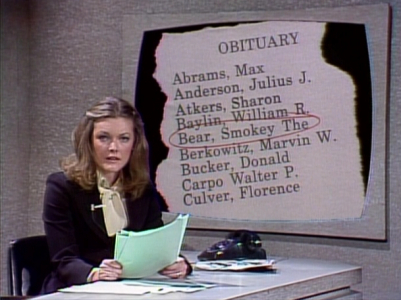 OBITUARY
Abrams, Max
Anderson, Julius J.
Atkers, Sharon
Baylin, William R.
Bear, Smokey The
Berkowitz, Marvin W.
Bucker, Donald
Carpo Walter P.
Culver, Florence